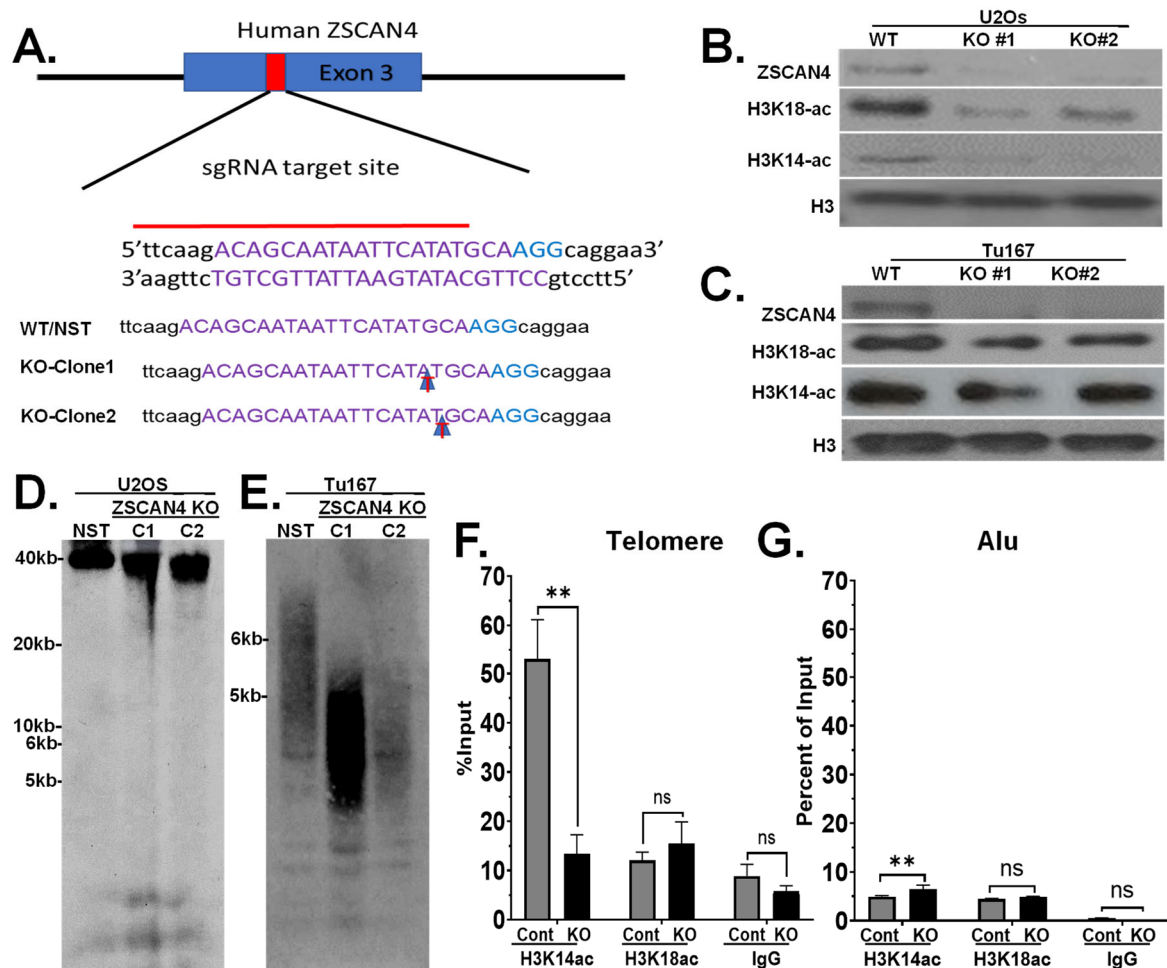 A.
Human ZSCAN4
Exon 3
sgRNA target site
5’ttcaagACAGCAATAATTCATATGCAAGGcaggaa3’
3’aagttcTGTCGTTATTAAGTATACGTTCCgtcctt5’
WT/NST ttcaagACAGCAATAATTCATATGCAAGGcaggaa
KO-Clone1 ttcaagACAGCAATAATTCATATGCAAGGcaggaa
T
KO-Clone2 ttcaagACAGCAATAATTCATATGCAAGGcaggaa
T
B.
U2Os
WT KO #1 KO#2
ZSCAN4
H3K18-ac
H3K14-ac
H3
C.
Tu167
WT KO #1 KO#2
ZSCAN4
H3K18-ac
H3K14-ac
H3
D.
U2OS
ZSCAN4 KO
NST C1 C2
40kb-
20kb-
10kb-
6kb-
5kb-
E.
Tu167
ZSCAN4 KO
NST C1 C2
6kb-
5kb-
F. Telomere
%Input
70
60
50
40
30
20
10
0
**
ns
ns
Cont KO Cont KO Cont KO
H3K14ac H3K18ac IgG
G. Alu
Percent of Input
70
60
50
40
30
20
10
0
**
ns
ns
Cont KO Cont KO Cont KO
H3K14ac H3K18ac IgG